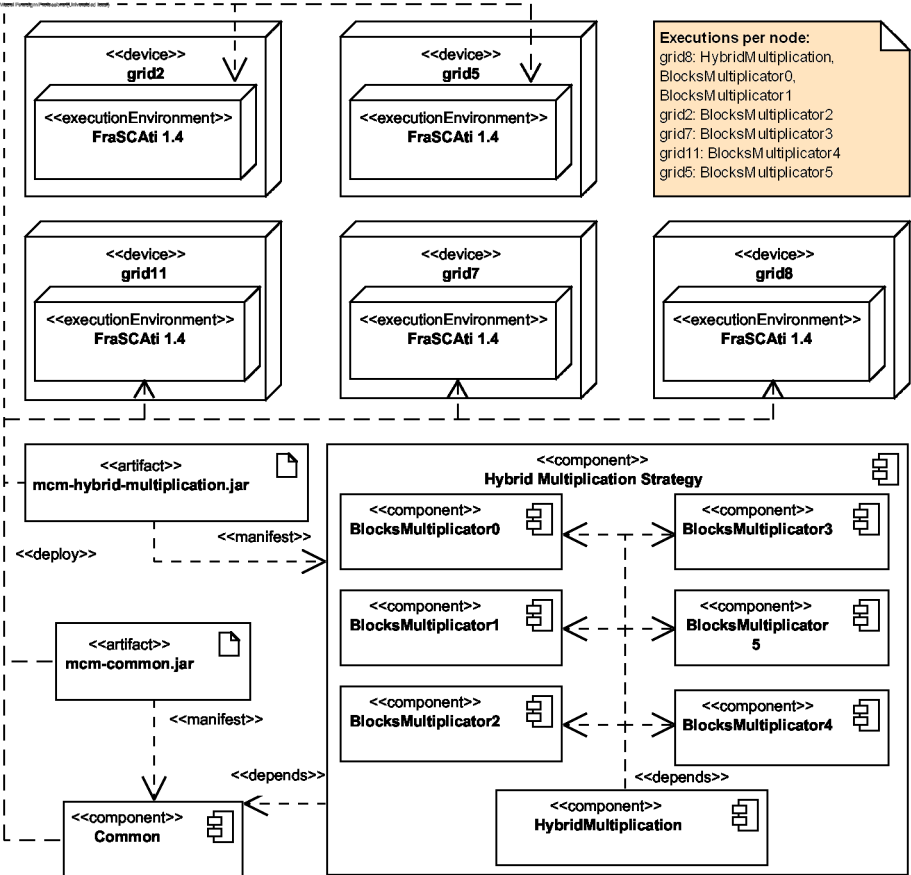 <<device>>
grid2
<<executionEnvironment>>
FraSCAti 1.4
<<device>>
grid5
<<executionEnvironment>>
FraSCAti 1.4
Executions per node:
grid8: HybridMultiplication,
BlocksMultiplicator0,
BlocksMultiplicator1
grid2: BlocksMultiplicator2
grid7: BlocksMultiplicator3
grid11: BlocksMultiplicator4
grid5: BlocksMultiplicator5
<<device>>
grid11
<<executionEnvironment>>
FraSCAti 1.4
<<device>>
grid7
<<executionEnvironment>>
FraSCAti 1.4
<<device>>
grid8
<<executionEnvironment>>
FraSCAti 1.4
<<artifact>>
mcm-hybrid-multiplication.jar
<<manifest>>
<<deploy>>
<<artifact>>
mcm-common.jar
<<manifest>>
<<depends>>
<<component>>
Common
<<component>>
Hybrid Multiplication Strategy
<<component>>
BlocksMultiplicator0
<<component>>
BlocksMultiplicator3
<<component>>
BlocksMultiplicator1
<<component>>
BlocksMultiplicator
5
<<component>>
BlocksMultiplicator2
<<component>>
BlocksMultiplicator4
<<depends>>
<<component>>
HybridMultiplication